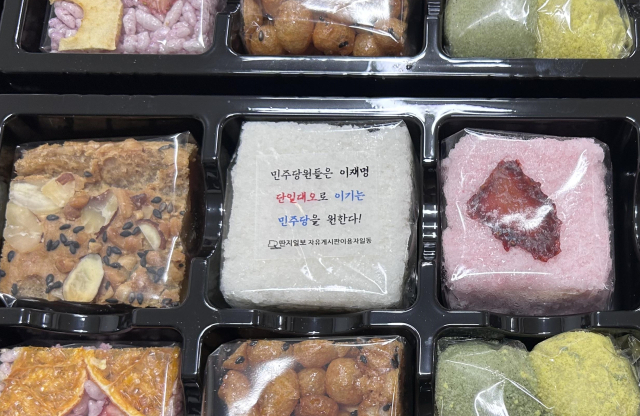 민주당원들은 이재명
단일대오로 이기는
민주당을 원한다!
딴지일보 자유게시판이용자일동